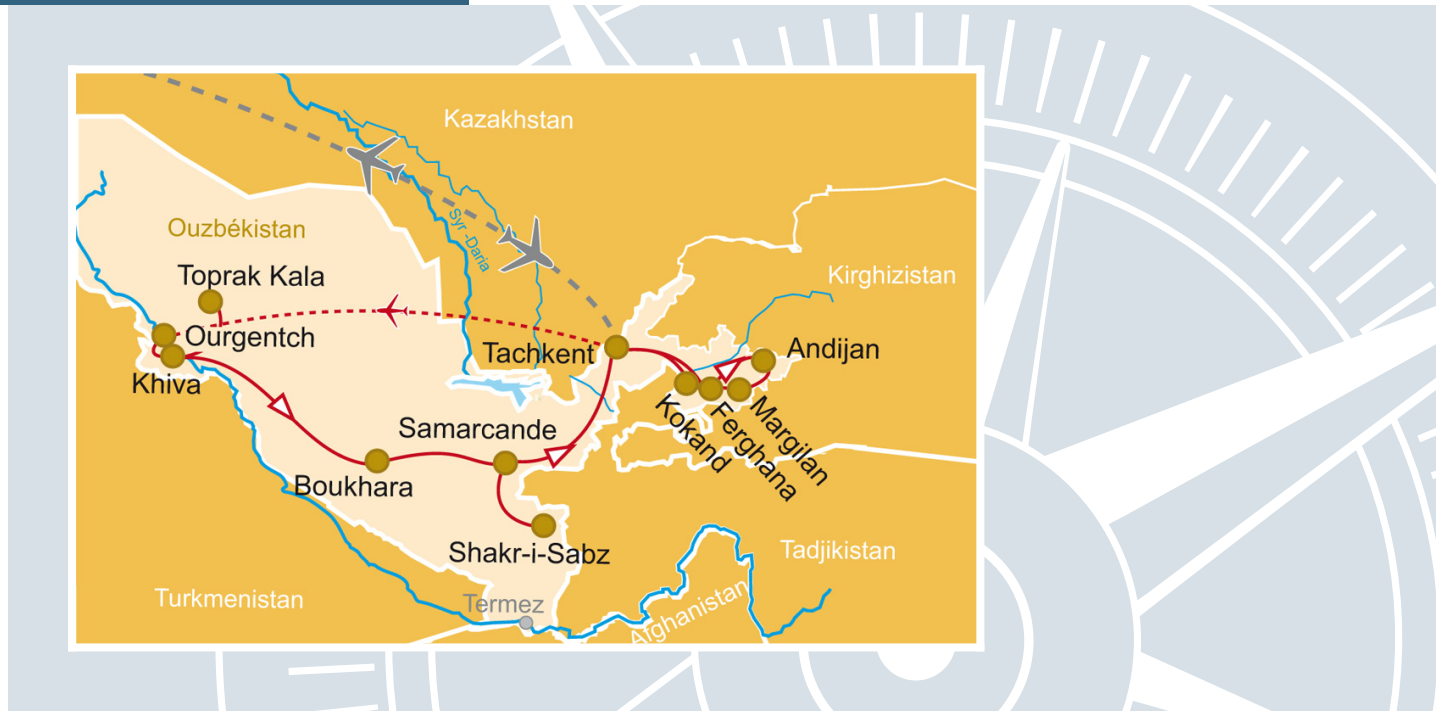 Kazakhstan
Syr -Daria
Ouzbékistan
Kirghizistan
Toprak Kala
Ourgentch
Tachkent
Andijan
Khiva
Kokand
Ferghana
Margilan
Samarcande
Boukhara
Shakr-i-Sabz
Tadjikistan
Turkmenistan
Termez
Afghanistan